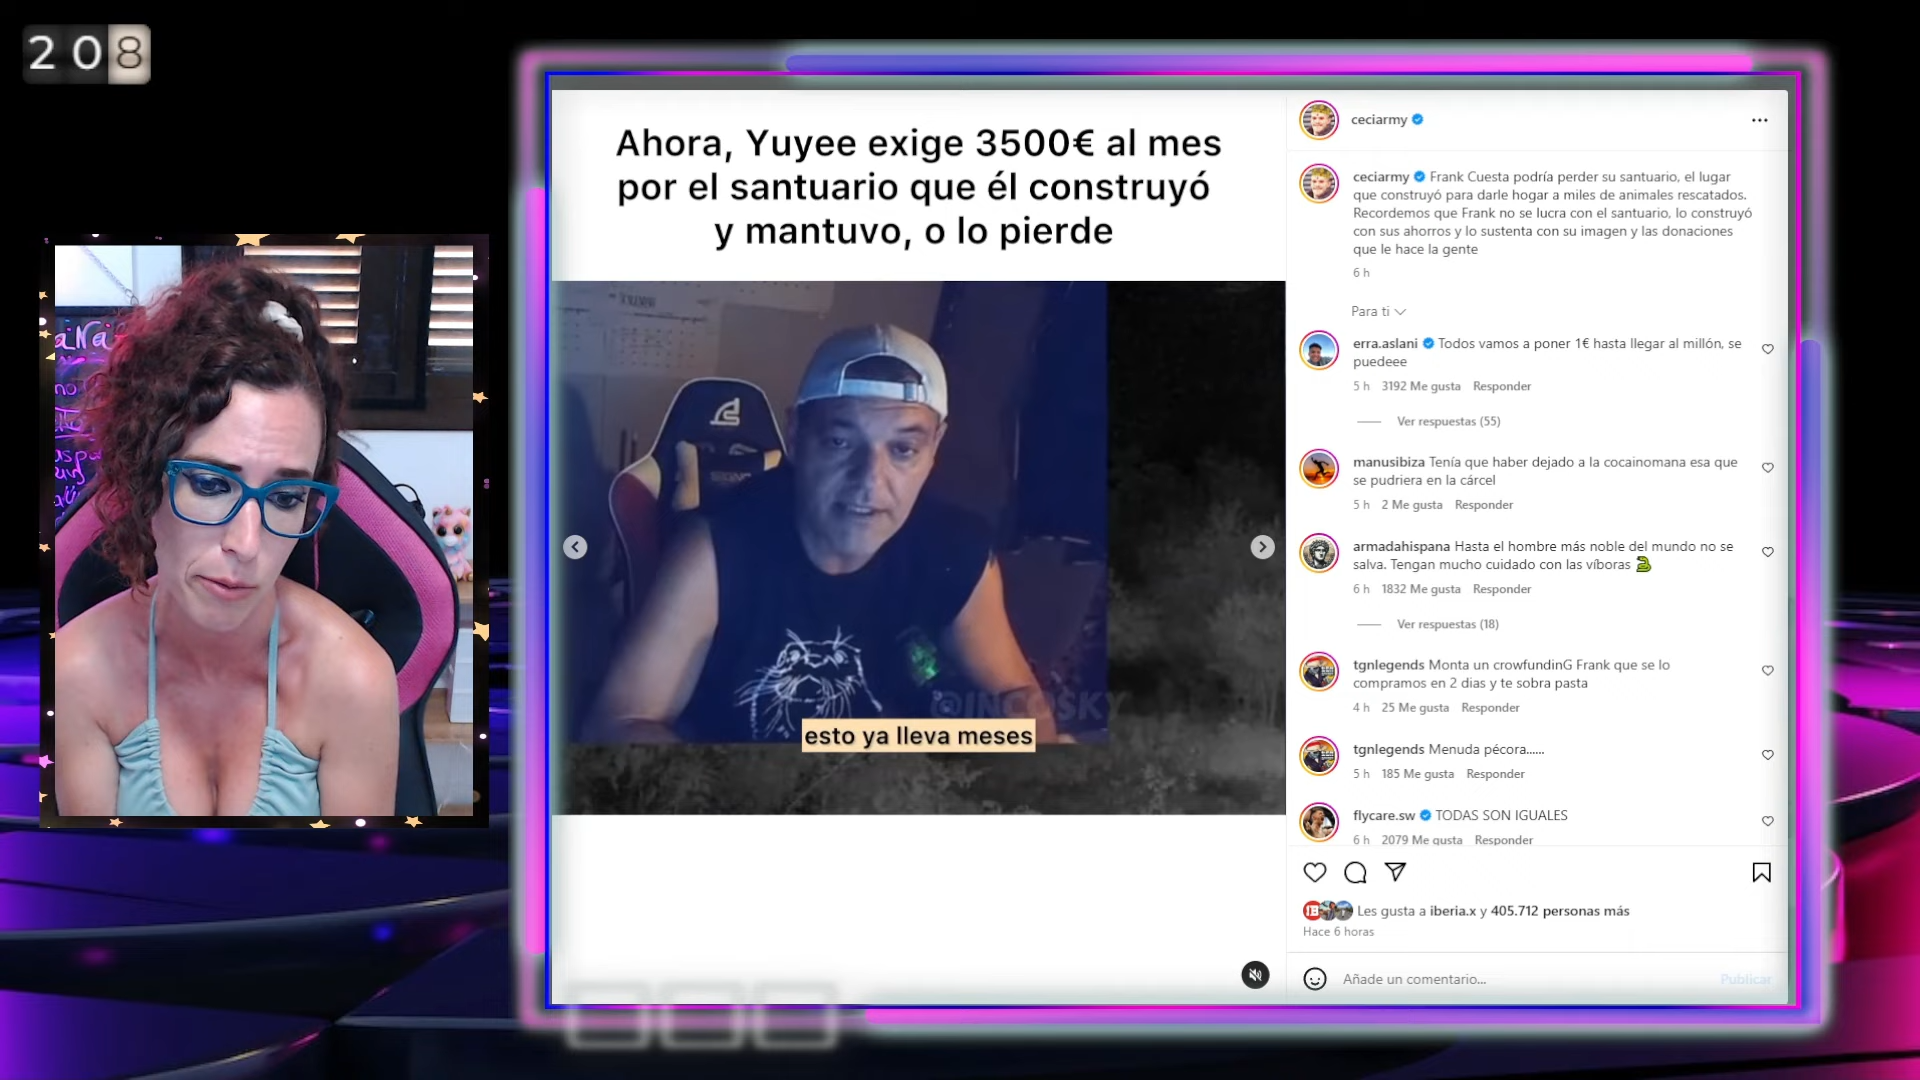 208
Ahora, Yuyee exige 3500€ al mes
por el santuario que él construyó
y mantuvo, o lo pierde
@INCOSKY
esto ya lleva meses
ceciarmy
ceciarmy Frank Cuesta podría perder su santuario, el lugar
que construyó para darle hogar a miles de animales rescatados.
Recordemos que Frank no se lucra con el santuario, lo construyó
con sus ahorros y lo sustenta con su imagen y las donaciones
que le hace la gente
6 h
Para ti
erra.aslani Todos vamos a poner 1€ hasta llegar al millón, se
puedeee
5 h 3192 Me gusta Responder
Ver respuestas (55)
manusibiza Tenía que haber dejado a la cocainomana esa que
se pudriera en la cárcel
5 h 2 Me gusta Responder
armadahispana Hasta el hombre más noble del mundo no se
salva. Tengan mucho cuidado con las víboras 🐍
6 h 1832 Me gusta Responder
Ver respuestas (18)
tgnlegends Monta un crowfundinG Frank que se lo
compramos en 2 dias y te sobra pasta
4 h 25 Me gusta Responder
tgnlegends Menuda pécora......
5 h 185 Me gusta Responder
flycare.sw TODAS SON IGUALES
6 h 2079 Me gusta Responder
Les gusta a iberia.x y 405.712 personas más
Hace 6 horas
Añade un comentario...
Publicar